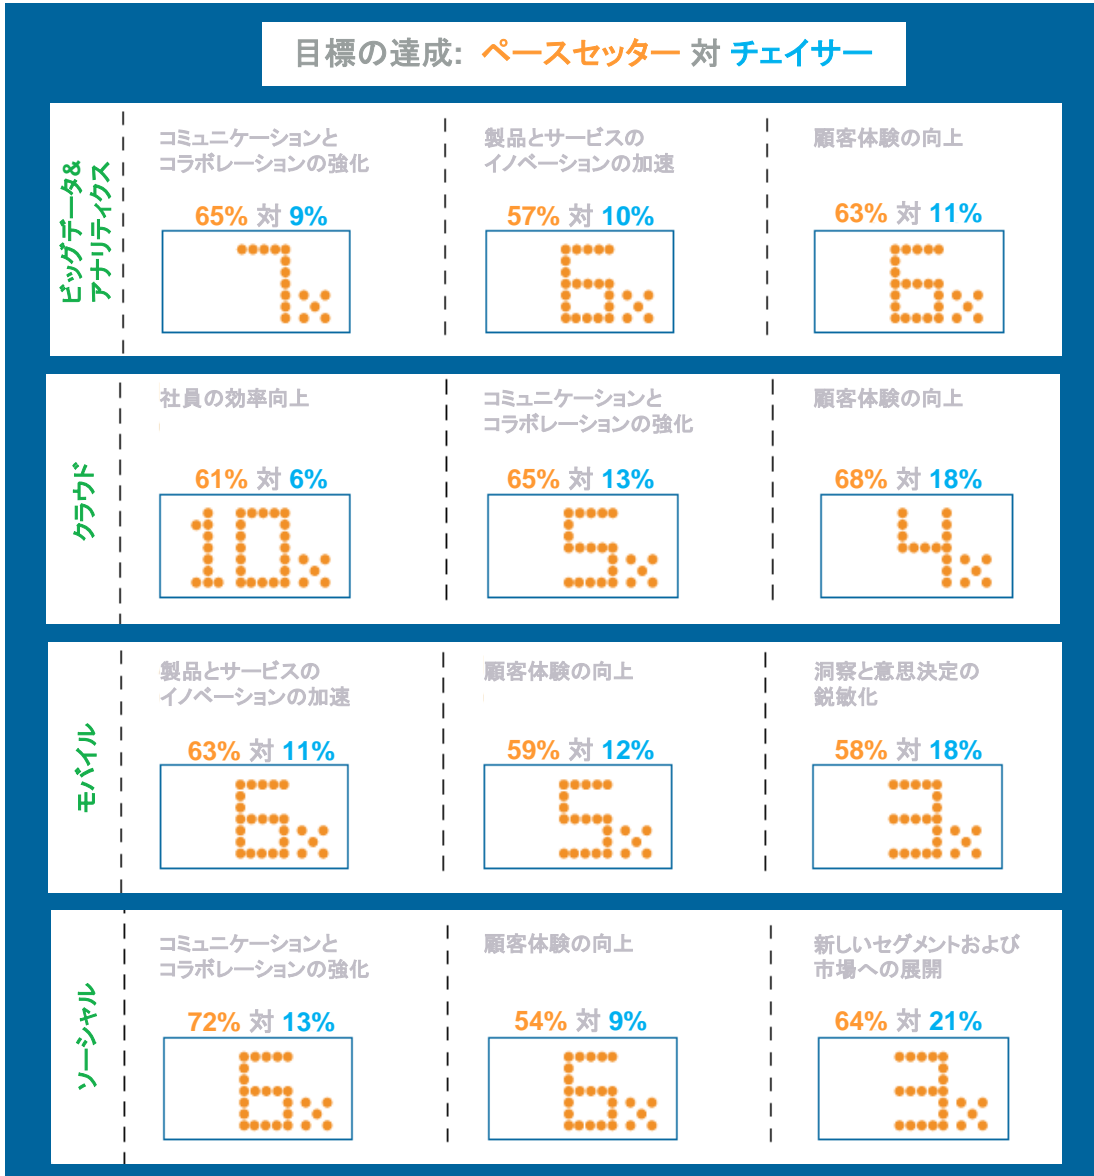 目標の達成: ペースセッター 対 チェイサー
ビッグデータ&
アナリティクス
コミュニケーションと
コラボレーションの強化
65% 対 9%
7x
製品とサービスの
イノベーションの加速
57% 対 10%
6x
顧客体験の向上
63% 対 11%
6x
クラウド
社員の効率向上
61% 対 6%
10x
コミュニケーションと
コラボレーションの強化
65% 対 13%
5x
顧客体験の向上
68% 対 18%
4x
モバイル
製品とサービスの
イノベーションの加速
63% 対 11%
6x
顧客体験の向上
59% 対 12%
5x
洞察と意思決定の
鋭敏化
58% 対 18%
3x
ソーシャル
コミュニケーションと
コラボレーションの強化
72% 対 13%
6x
顧客体験の向上
54% 対 9%
6x
新しいセグメントおよび
市場への展開
64% 対 21%
3x